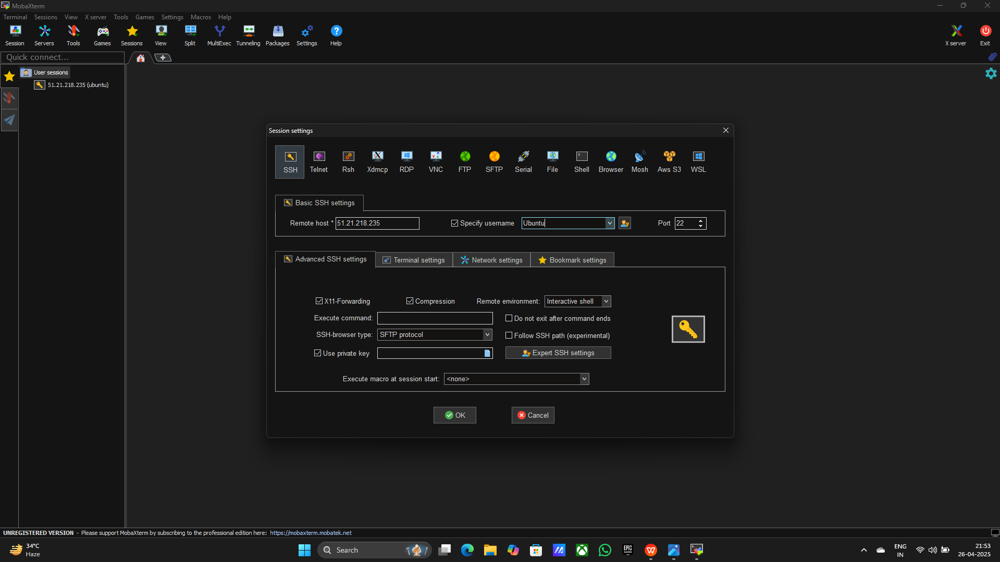 MobaXterm
Terminal Sessions View X server Tools Games Settings Macros Help
Session Servers Tools Games Sessions View Split MultiExec Tunneling Packages Settings Help X server Exit
Quick connect...
User sessions
51.21.218.235 (ubuntu)
Session settings
SSH Telnet Rsh Xdmcp RDP VNC FTP SFTP Serial File Shell Browser Mosh Aws S3 WSL
Basic SSH settings
Remote host * 51.21.218.235 Specify username Ubuntu Port 22
Advanced SSH settings Terminal settings Network settings Bookmark settings
X11-Forwarding Compression Remote environment: Interactive shell
Execute command: Do not exit after command ends
SSH-browser type: SFTP protocol Follow SSH path (experimental)
Use private key Expert SSH settings
Execute macro at session start: <none>
OK Cancel
UNREGISTERED VERSION - Please support MobaXterm by subscribing to the professional edition here: https://mobaxterm.mobatek.net
34°C
Haze
Search
EPIC
GAMES
ENG
IN
21:53
26-04-2025